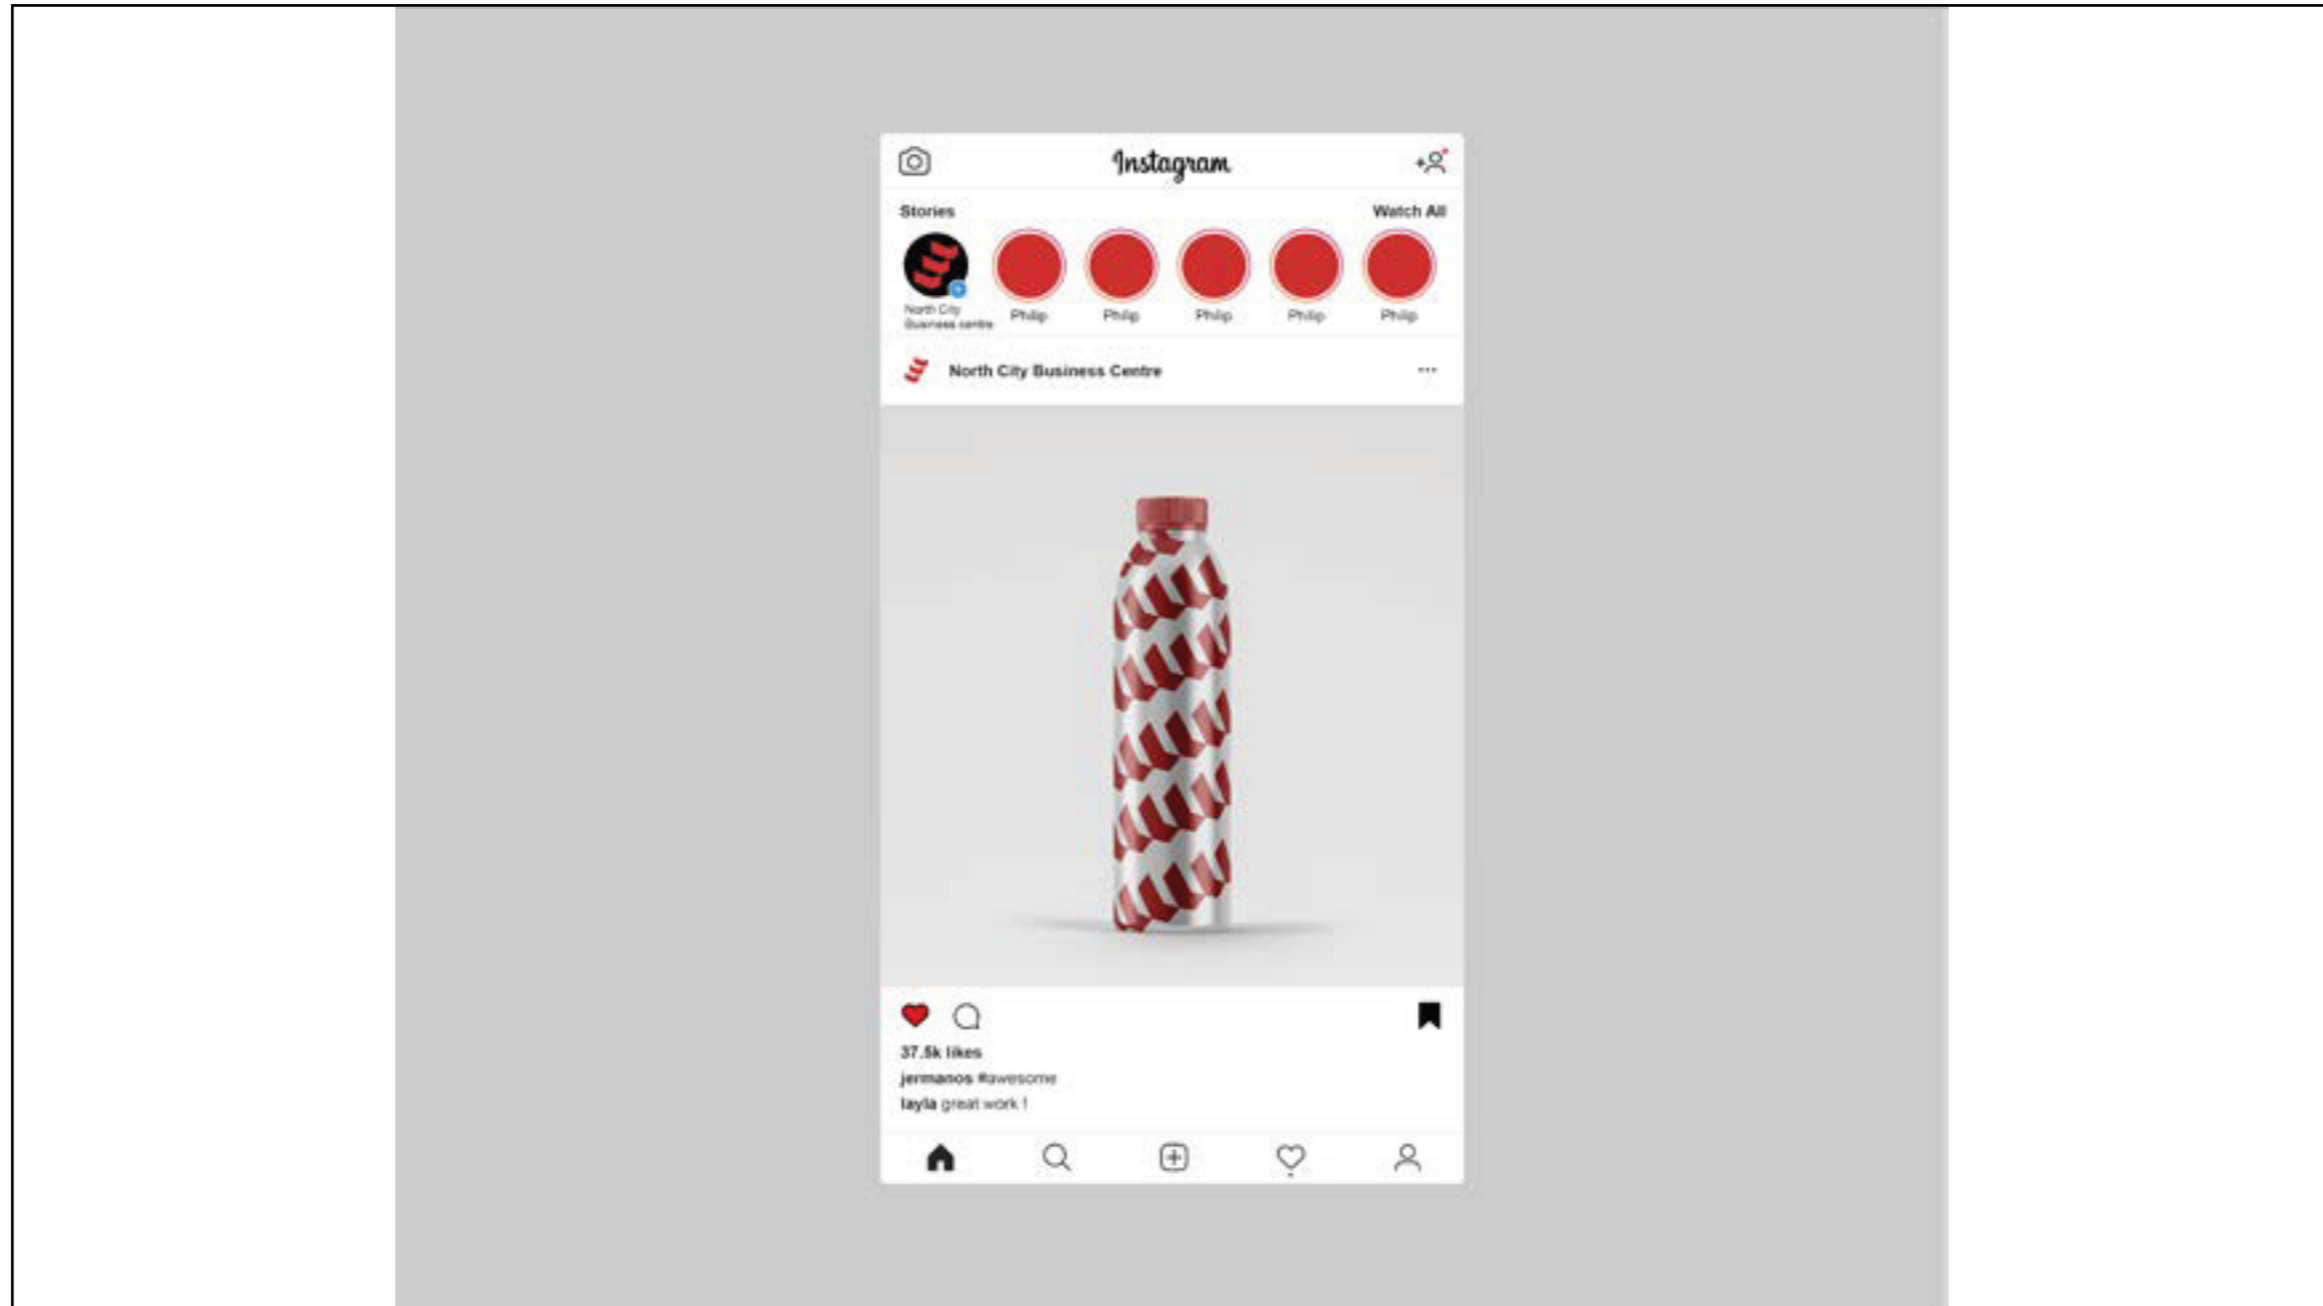 Instagram
Stories Watch All
North City
Business centre
Philip Philip Philip Philip Philip
North City Business Centre
37.5k likes
jermanos #awesome
layla great work !